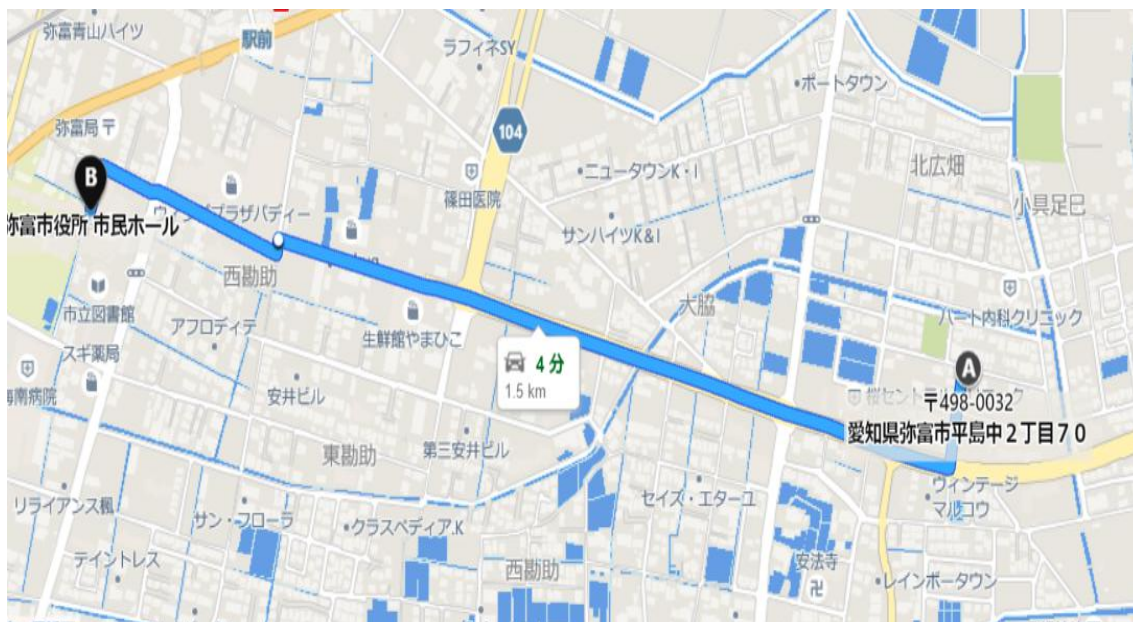 弥富青山ハイツ
駅前
ラフィネSY
ポートタウン
弥富局
104
北広畑
ニュータウンK・I
篠田医院
小具足巳
B
サンハイツK&I
弥富市役所 市民ホール
西勘助
大脇
市立図書館
アフロディテ
生鮮館やまひこ
ハート内科クリニック
スギ薬局
4 分
1.5 km
A
海南病院
安井ビル
〒498-0032
愛知県弥富市平島中２丁目７０
東勘助
第三安井ビル
ウィンテージ
マルコウ
リライアンス楓
サン・フローラ
クラスペディア.K
セイズ・エターユ
テイントレス
西勘助
安法寺
レインボータウン